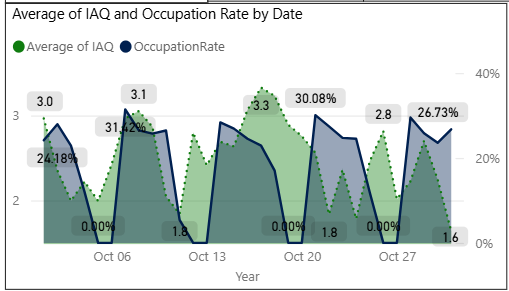 Average of IAQ and Occupation Rate by Date
Average of IAQ OccupationRate
40%
3.0 3.1 3.3 30.08% 2.8 26.73%
3
31.42%
24.18% 20%
2
0.00% 1.8 0.00% 1.8 0.00% 1.6
0%
Oct 06 Oct 13 Oct 20 Oct 27
Year